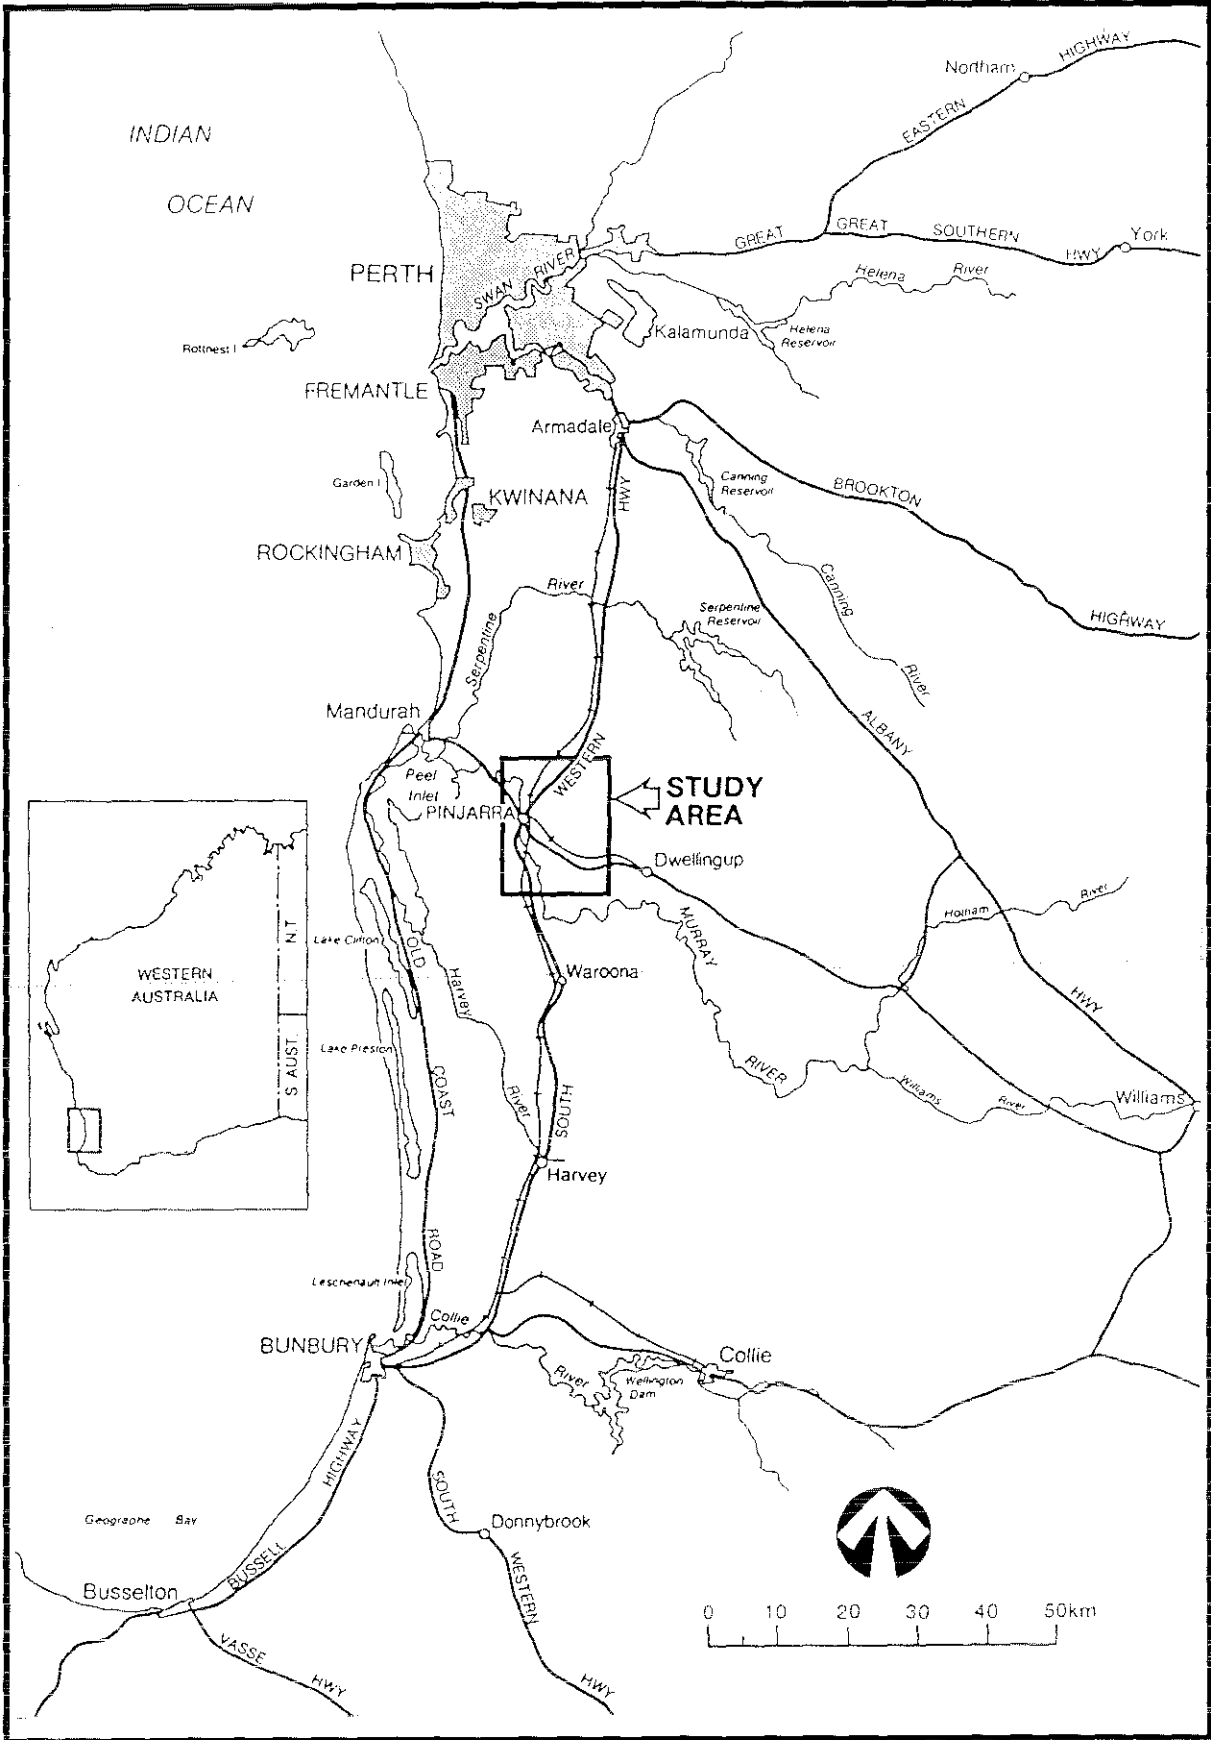 Northam
HIGHWAY
EASTERN
INDIAN
OCEAN
GREAT
GREAT
SOUTHERN
HWY
York
PERTH
SWAN
RIVER
Helena
River
Kalamunda
Helena
Reservoir
Rottnest I
FREMANTLE
Armadale
Garden I
KWINANA
HWY
Canning
Reservoir
BROOKTON
HIGHWAY
ROCKINGHAM
River
Serpentine
Serpentine
Reservoir
Canning
River
Mandurah
ALBANY
WESTERN
Peel
Inlet
PINJARRA
STUDY
AREA
Dwellingup
Hotham
River
MURRAY
RIVER
Lake Clifton
OLD
COAST
ROAD
Harvey
River
Waroona
HWY
WESTERN
AUSTRALIA
N.T
S AUST.
Lake Preston
SOUTH
Williams
River
Williams
Harvey
Leschenault Inlet
Collie
River
BUNBURY
Wellington
Dam
Collie
HIGHWAY
BUSSELL
SOUTH
WESTERN
HWY
Donnybrook
Geographe Bay
Busselton
VASSE
HWY
0 10 20 30 40 50km